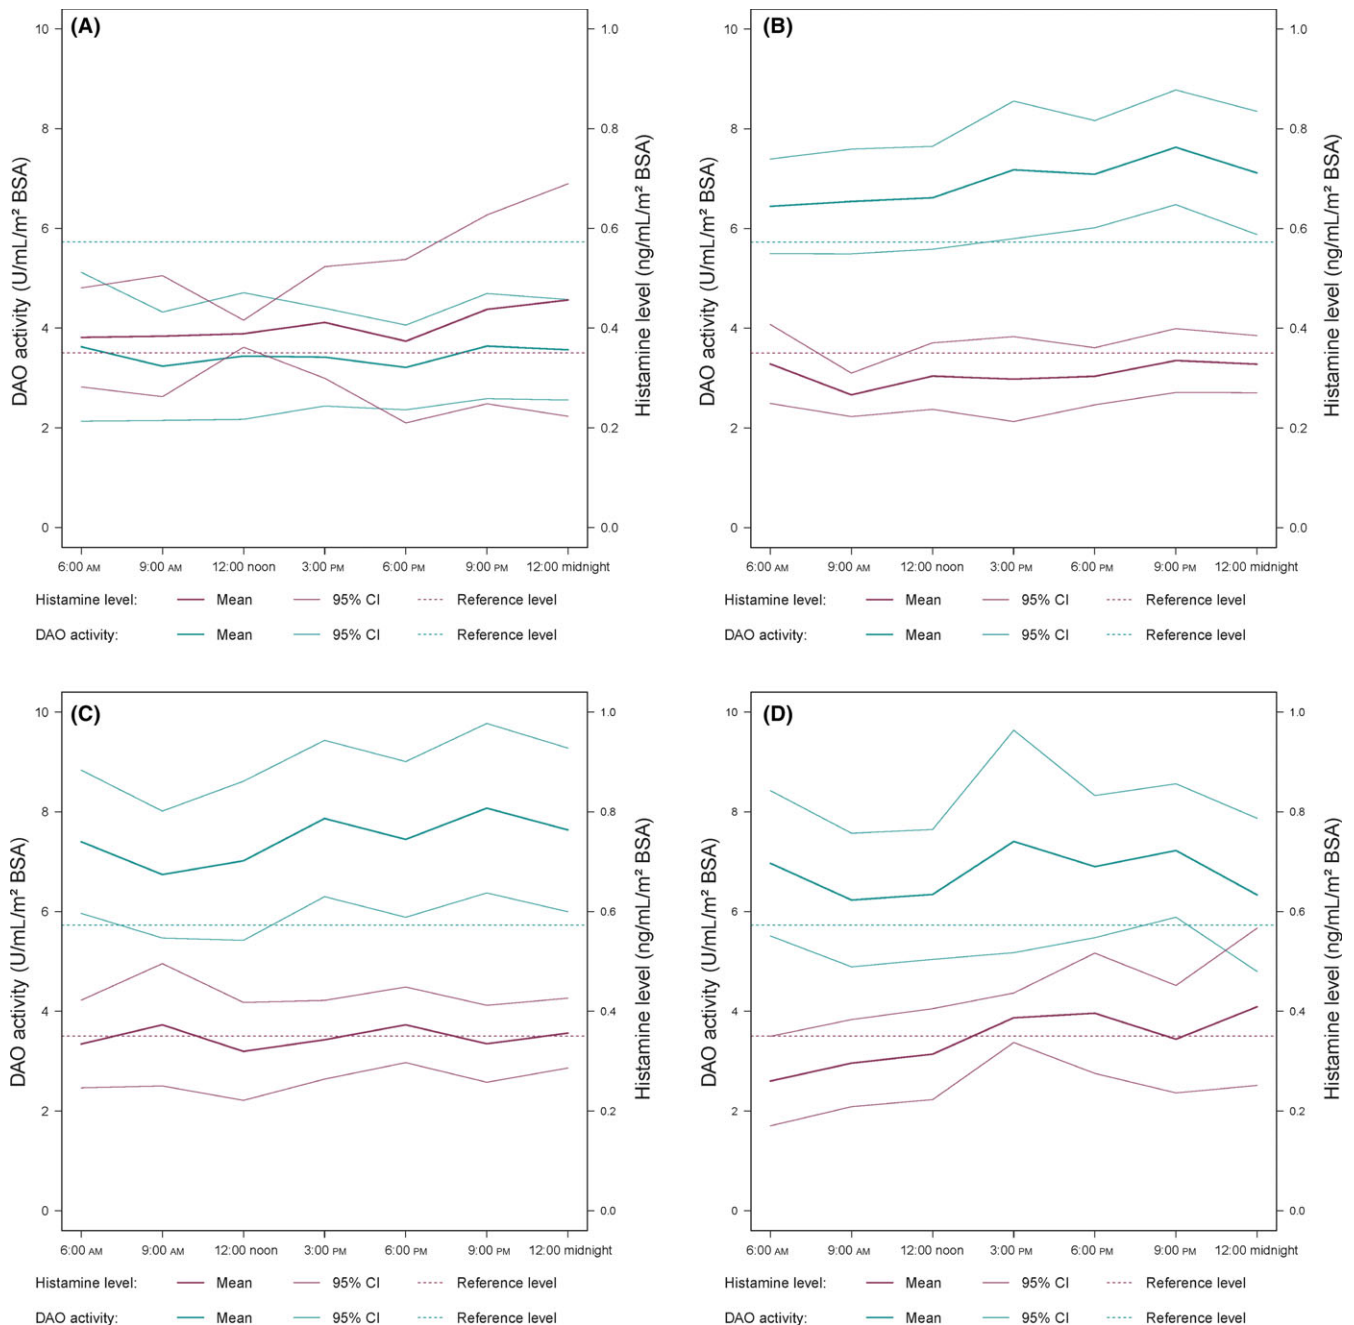 (A)
10
8
6
4
2
0
DAO activity (U/mL/m² BSA)
1.0
0.8
0.6
0.4
0.2
0.0
Histamine level (ng/mL/m² BSA)
6:00 AM 9:00 AM 12:00 noon 3:00 PM 6:00 PM 9:00 PM 12:00 midnight
Histamine level: Mean 95% CI Reference level
DAO activity: Mean 95% CI Reference level
(B)
10
8
6
4
2
0
DAO activity (U/mL/m² BSA)
1.0
0.8
0.6
0.4
0.2
0.0
Histamine level (ng/mL/m² BSA)
6:00 AM 9:00 AM 12:00 noon 3:00 PM 6:00 PM 9:00 PM 12:00 midnight
Histamine level: Mean 95% CI Reference level
DAO activity: Mean 95% CI Reference level
(C)
10
8
6
4
2
0
DAO activity (U/mL/m² BSA)
1.0
0.8
0.6
0.4
0.2
0.0
Histamine level (ng/mL/m² BSA)
6:00 AM 9:00 AM 12:00 noon 3:00 PM 6:00 PM 9:00 PM 12:00 midnight
Histamine level: Mean 95% CI Reference level
DAO activity: Mean 95% CI Reference level
(D)
10
8
6
4
2
0
DAO activity (U/mL/m² BSA)
1.0
0.8
0.6
0.4
0.2
0.0
Histamine level (ng/mL/m² BSA)
6:00 AM 9:00 AM 12:00 noon 3:00 PM 6:00 PM 9:00 PM 12:00 midnight
Histamine level: Mean 95% CI Reference level
DAO activity: Mean 95% CI Reference level